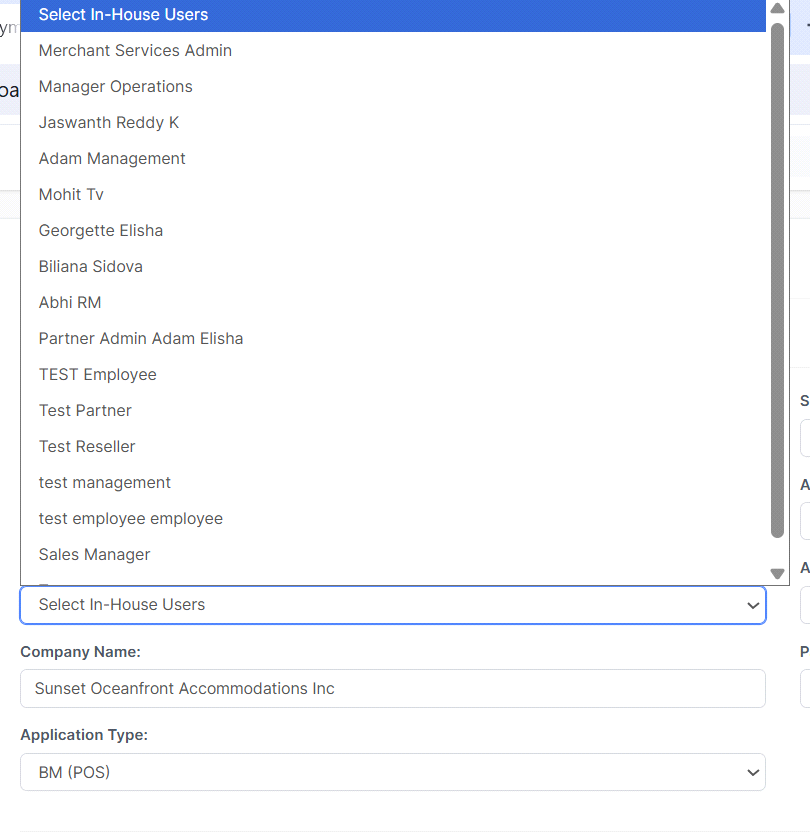 Select In-House Users
Merchant Services Admin
Manager Operations
Jaswanth Reddy K
Adam Management
Mohit Tv
Georgette Elisha
Biliana Sidova
Abhi RM
Partner Admin Adam Elisha
TEST Employee
Test Partner
Test Reseller
test management
test employee employee
Sales Manager
Select In-House Users
Company Name:
Sunset Oceanfront Accommodations Inc
Application Type:
BM (POS)